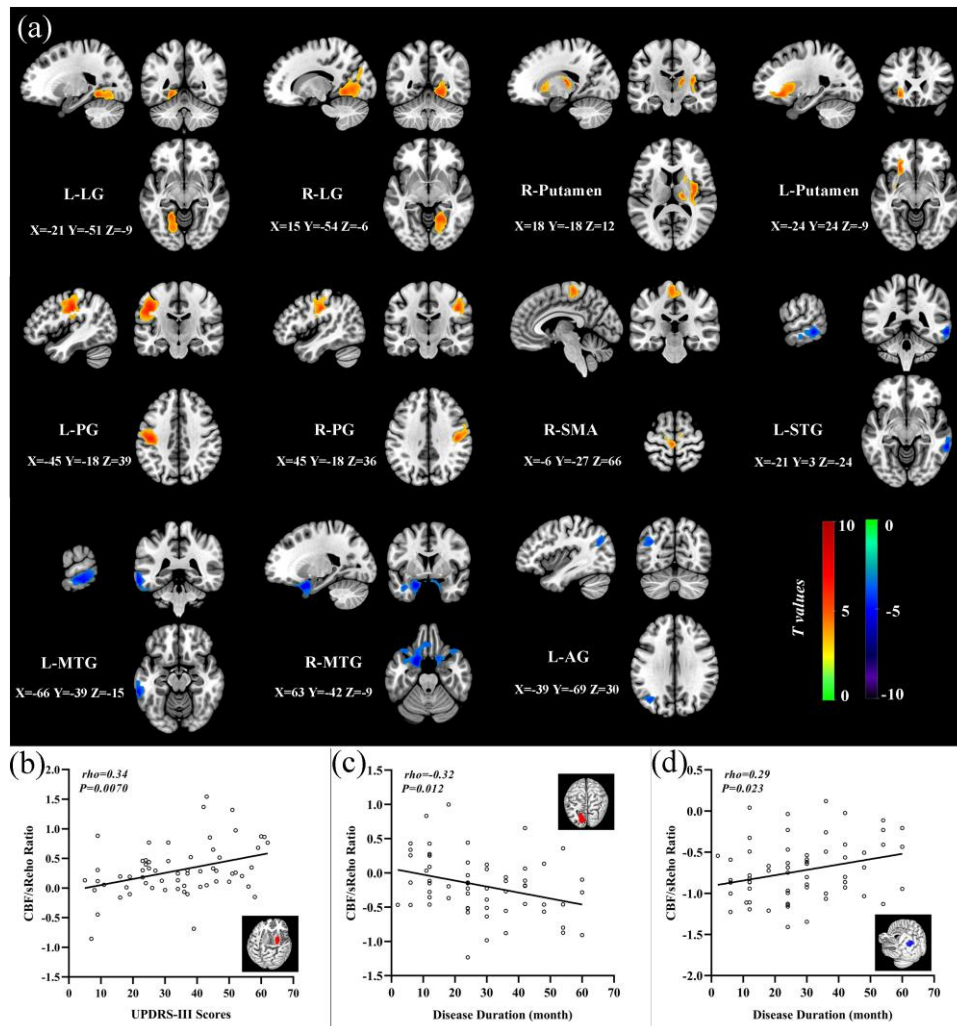 (a)
L-LG
X=-21 Y=-51 Z=-9
R-LG
X=15 Y=-54 Z=-6
R-Putamen
X=18 Y=-18 Z=12
L-Putamen
X=-24 Y=24 Z=-9
L-PG
X=-45 Y=-18 Z=39
R-PG
X=45 Y=-18 Z=36
R-SMA
X=-6 Y=-27 Z=66
L-STG
X=-21 Y=3 Z=-24
L-MTG
X=-66 Y=-39 Z=-15
R-MTG
X=63 Y=-42 Z=-9
L-AG
X=-39 Y=-69 Z=30
T values
10
5
0
0
-5
-10
(b)
rho=0.34
P=0.0070
CBF/sReho Ratio
2.0
1.5
1.0
0.5
0.0
-0.5
-1.0
-1.5
0 10 20 30 40 50 60 70
UPDRS-III Scores
(c)
rho=-0.32
P=0.012
CBF/sReho Ratio
1.5
1.0
0.5
0.0
-0.5
-1.0
-1.5
0 10 20 30 40 50 60 70
Disease Duration (month)
(d)
rho=0.29
P=0.023
CBF/sReho Ratio
0.5
0.0
-0.5
-1.0
-1.5
-2.0
0 10 20 30 40 50 60 70
Disease Duration (month)